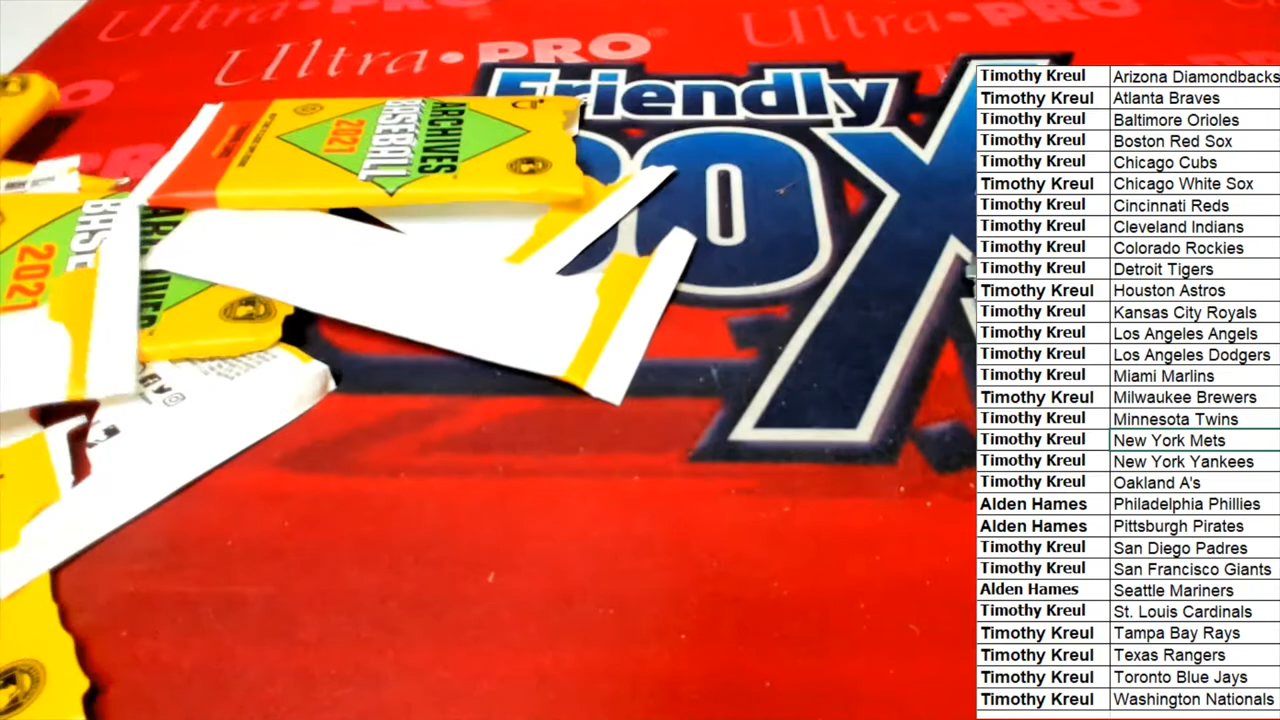 Ultra•PRO
Ultra•PRO
Ultra•PRO
PRO
Friendly
BOX
ARCHIVES
BASEBALL
2021
BASE
2021
Timothy Kreul Arizona Diamondbacks
Timothy Kreul Atlanta Braves
Timothy Kreul Baltimore Orioles
Timothy Kreul Boston Red Sox
Timothy Kreul Chicago Cubs
Timothy Kreul Chicago White Sox
Timothy Kreul Cincinnati Reds
Timothy Kreul Cleveland Indians
Timothy Kreul Colorado Rockies
Timothy Kreul Detroit Tigers
Timothy Kreul Houston Astros
Timothy Kreul Kansas City Royals
Timothy Kreul Los Angeles Angels
Timothy Kreul Los Angeles Dodgers
Timothy Kreul Miami Marlins
Timothy Kreul Milwaukee Brewers
Timothy Kreul Minnesota Twins
Timothy Kreul New York Mets
Timothy Kreul New York Yankees
Timothy Kreul Oakland A's
Alden Hames Philadelphia Phillies
Alden Hames Pittsburgh Pirates
Timothy Kreul San Diego Padres
Timothy Kreul San Francisco Giants
Alden Hames Seattle Mariners
Timothy Kreul St. Louis Cardinals
Timothy Kreul Tampa Bay Rays
Timothy Kreul Texas Rangers
Timothy Kreul Toronto Blue Jays
Timothy Kreul Washington Nationals